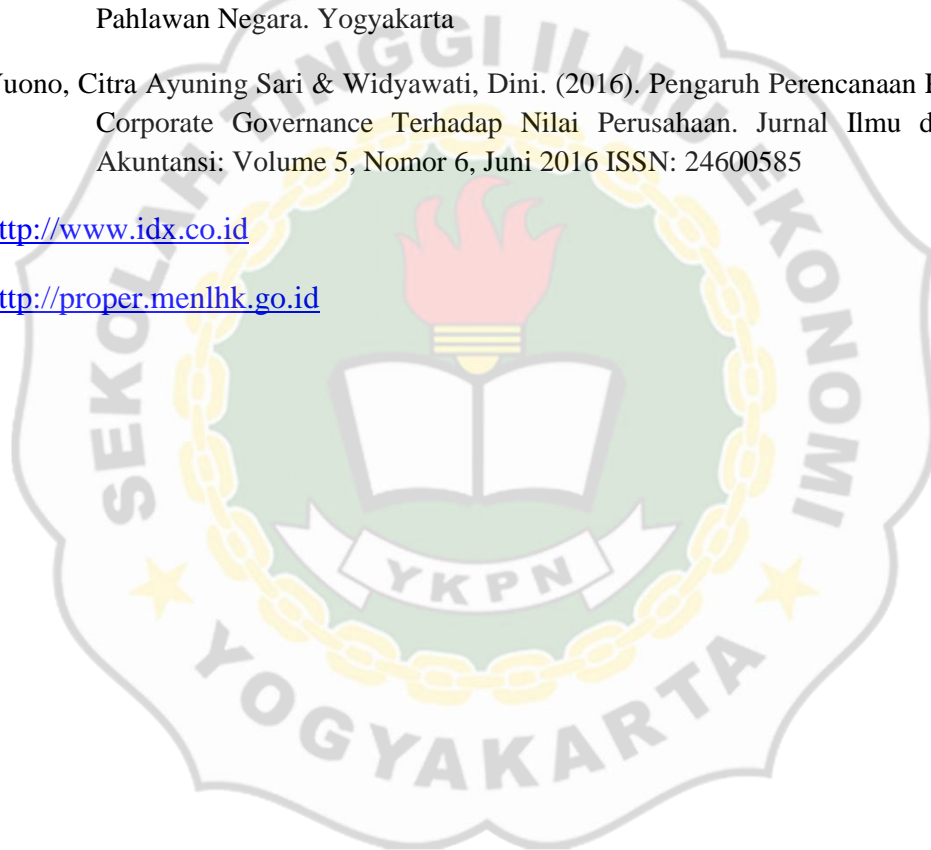 Pahlawan Negara. Yogyakarta
uono, Citra Ayuning Sari & Widyawati, Dini. (2016). Pengaruh Perencanaan
Corporate Governance Terhadap Nilai Perusahaan. Jurnal Ilmu d
Akuntansi: Volume 5, Nomor 6, Juni 2016 ISSN: 24600585
ttp://www.idx.co.id
ttp://proper.menlhk.go.id
SEKOLAH TINGGI ILMU EKONOMI
YKPN
YOGYAKARTA